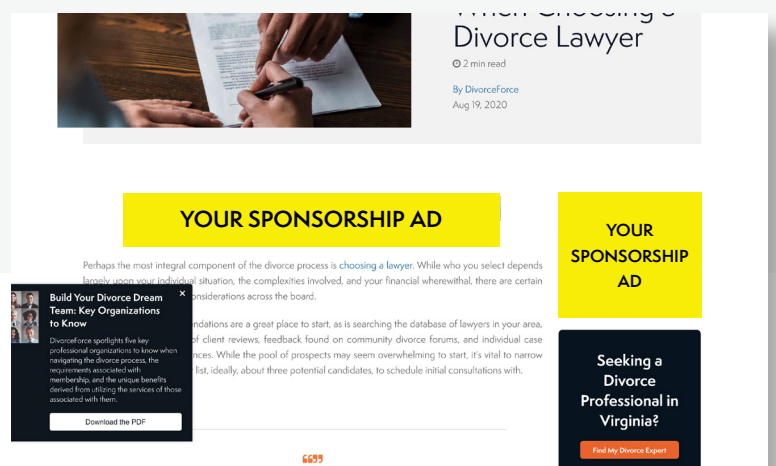 When Choosing a
Divorce Lawyer
2 min read
By DivorceForce
Aug 19, 2020
YOUR SPONSORSHIP AD
YOUR
SPONSORSHIP
AD
Perhaps the most integral component of the divorce process is choosing a lawyer. While who you select depends
largely upon your individual situation, the complexities involved, and your financial wherewithal, there are certain
onsiderations across the board.
ndations are a great place to start, as is searching the database of lawyers in your area,
of client reviews, feedback found on community divorce forums, and individual case
nces. While the pool of prospects may seem overwhelming to start, it's vital to narrow
list, ideally, about three potential candidates, to schedule initial consultations with.
Build Your Divorce Dream
Team: Key Organizations
to Know
DivorceForce spotlights five key
professional organizations to know when
navigating the divorce process, the
requirements associated with
membership, and the unique benefits
derived from utilizing the services of those
associated with them.
Download the PDF
Seeking a
Divorce
Professional in
Virginia?
Find My Divorce Expert